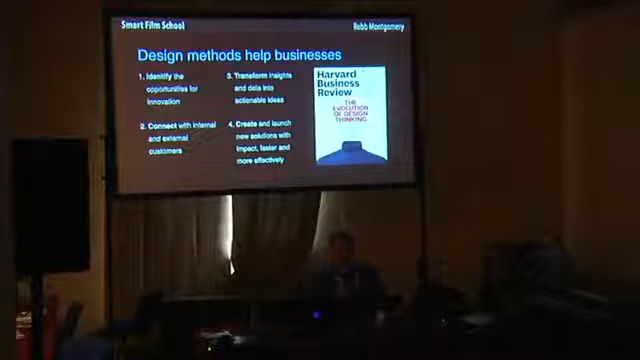 Smart Film School
Robb Montgomery
Design methods help businesses
1. Identify the
opportunities for
innovation
2. Connect with internal
and external
customers
3. Transform insights
and data into
actionable ideas
4. Create and launch
new solutions with
impact, faster and
more effectively
Harvard
Business
Review
THE
EVOLUTION
OF DESIGN
THINKING